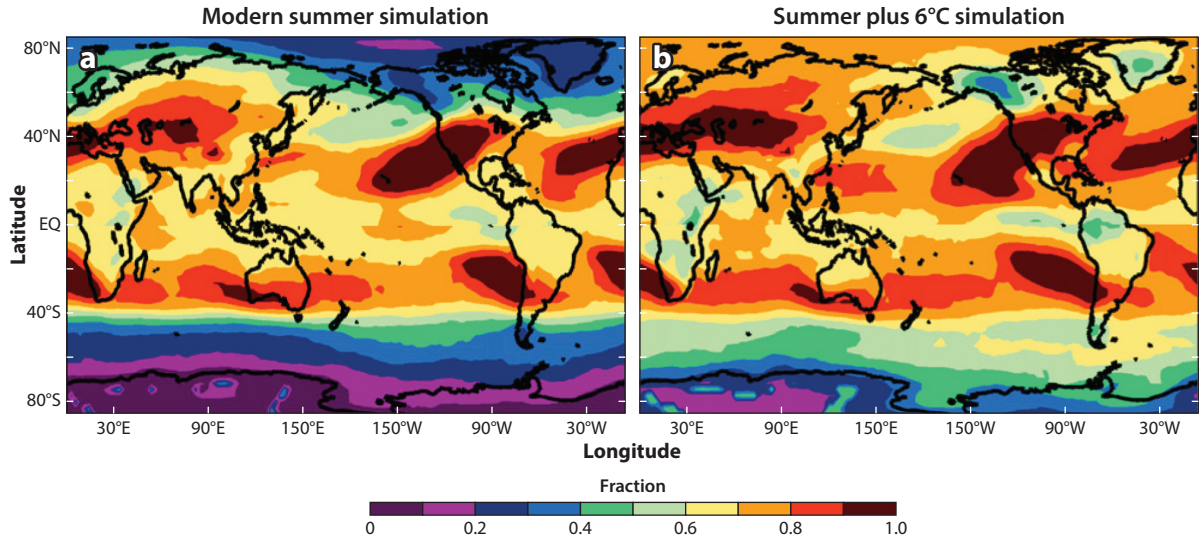 Modern summer simulation
Summer plus 6°C simulation
a
b
80°N
40°N
EQ
40°S
80°S
Latitude
30°E 90°E 150°E 150°W 90°W 30°W
30°E 90°E 150°E 150°W 90°W 30°W
Longitude
Fraction
0 0.2 0.4 0.6 0.8 1.0